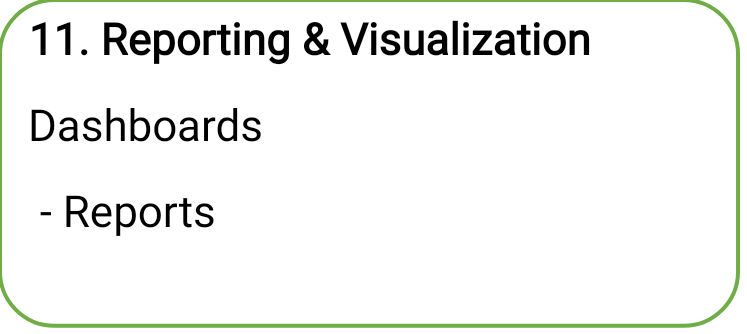 11. Reporting & Visualization
Dashboards
- Reports